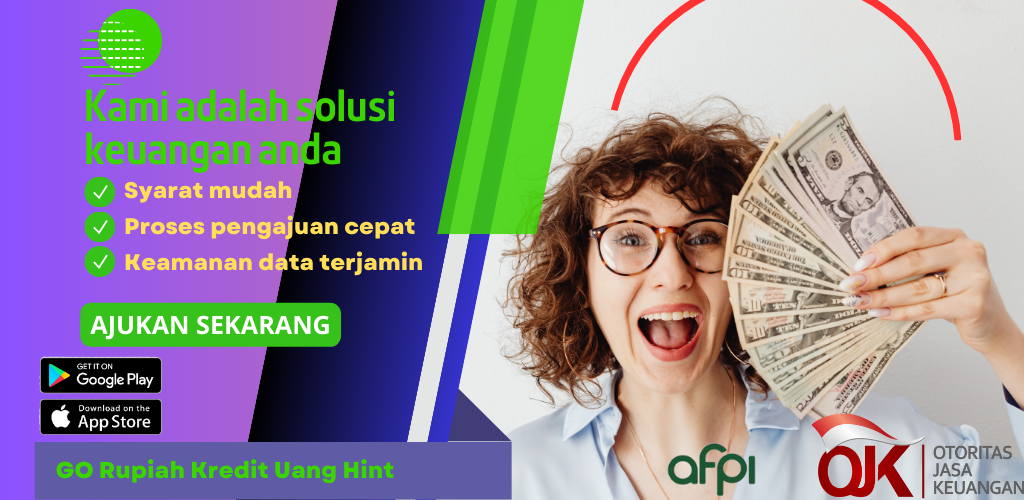 Kami adalah solusi
keuangan anda
Syarat mudah
Proses pengajuan cepat
Keamanan data terjamin
AJUKAN SEKARANG
GET IT ON
Google Play
Download on the
App Store
GO Rupiah Kredit Uang Hint
afpi
OJK
OTORITAS
JASA
KEUANGAN